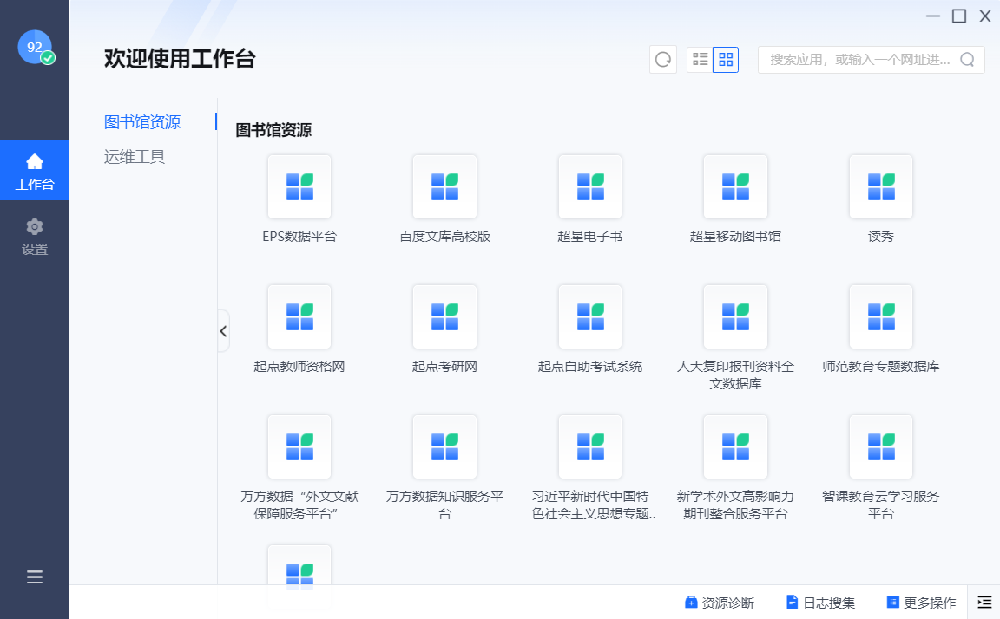 92
欢迎使用工作台
搜索应用，或输入一个网址进...
图书馆资源
运维工具
工作台
设置
图书馆资源
EPS数据平台
百度文库高校版
超星电子书
超星移动图书馆
读秀
起点教师资格网
起点考研网
起点自助考试系统
人大复印报刊资料全
文数据库
师范教育专题数据库
万方数据“外文文献
保障服务平台”
万方数据知识服务平
台
习近平新时代中国特
色社会主义思想专题..
新学术外文高影响力
期刊整合服务平台
智课教育云学习服务
平台
资源诊断
日志搜集
更多操作